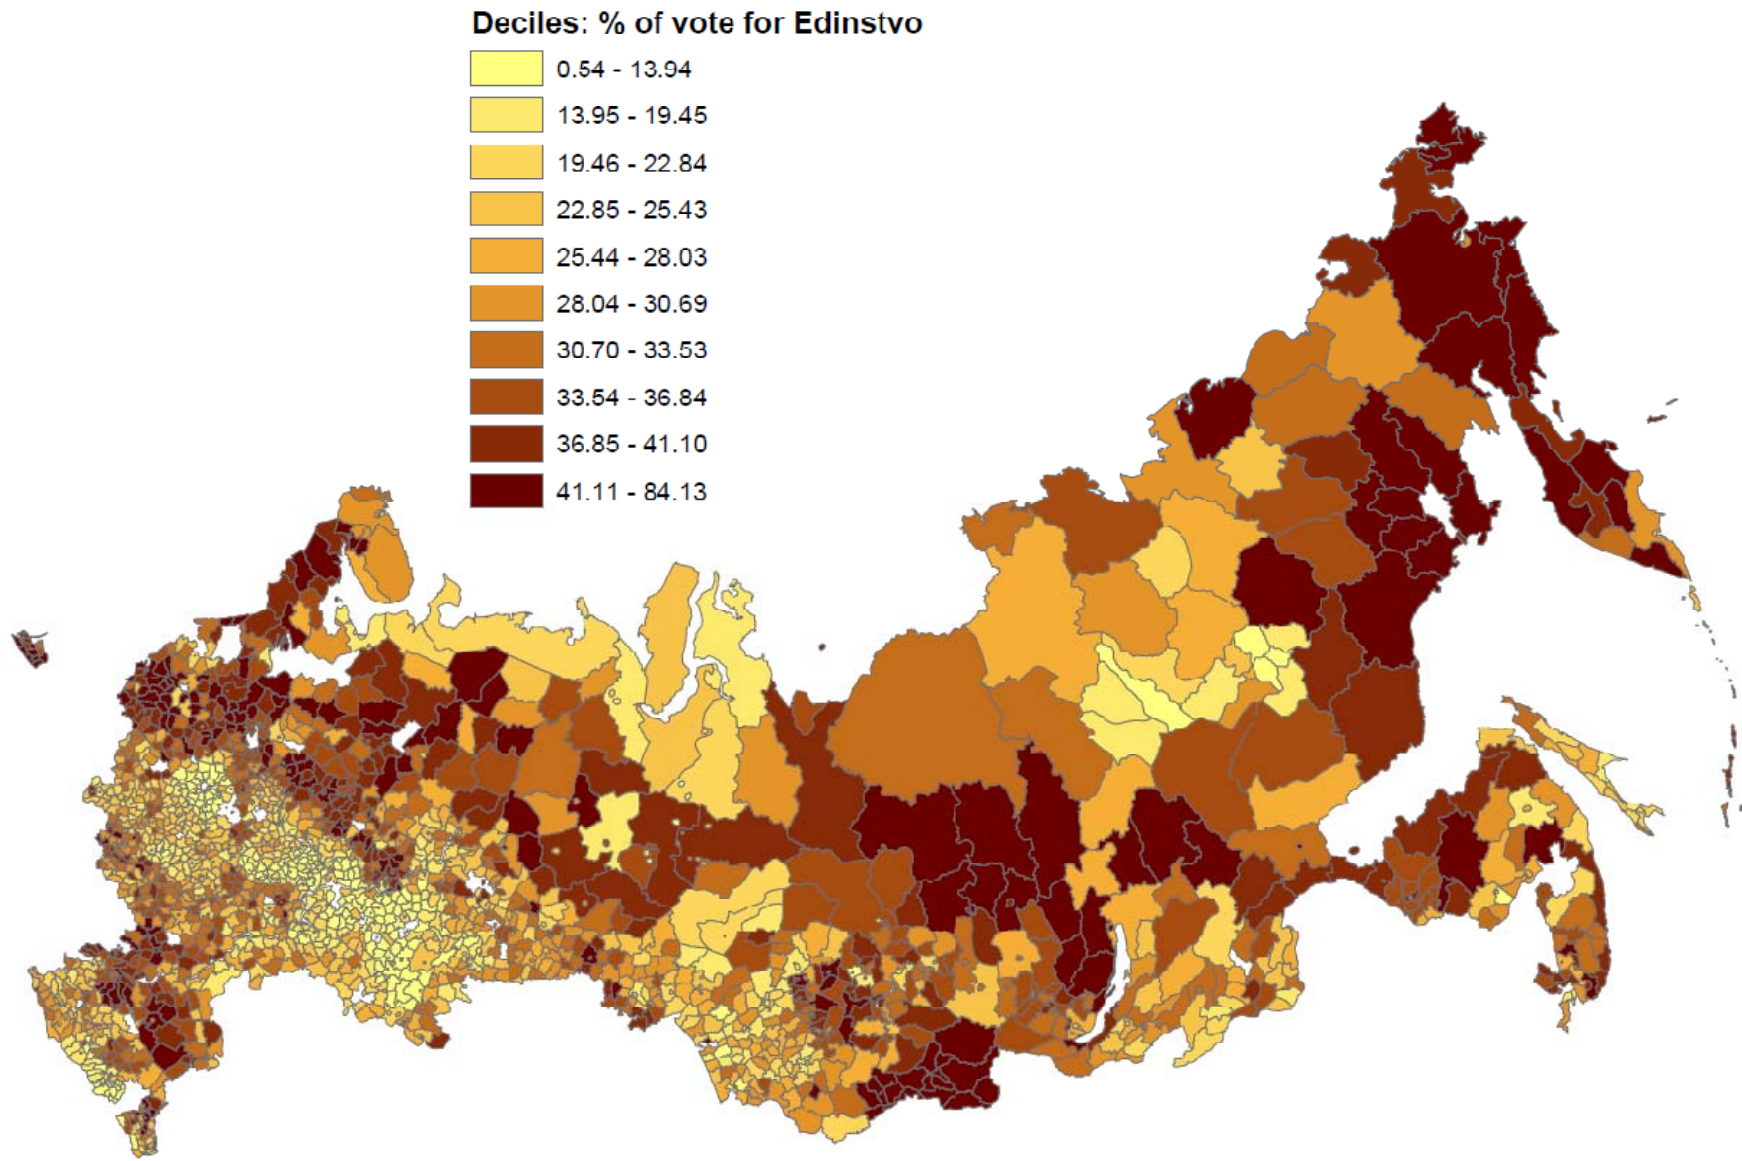 Deciles: % of vote for Edinstvo
0.54 - 13.94
13.95 - 19.45
19.46 - 22.84
22.85 - 25.43
25.44 - 28.03
28.04 - 30.69
30.70 - 33.53
33.54 - 36.84
36.85 - 41.10
41.11 - 84.13